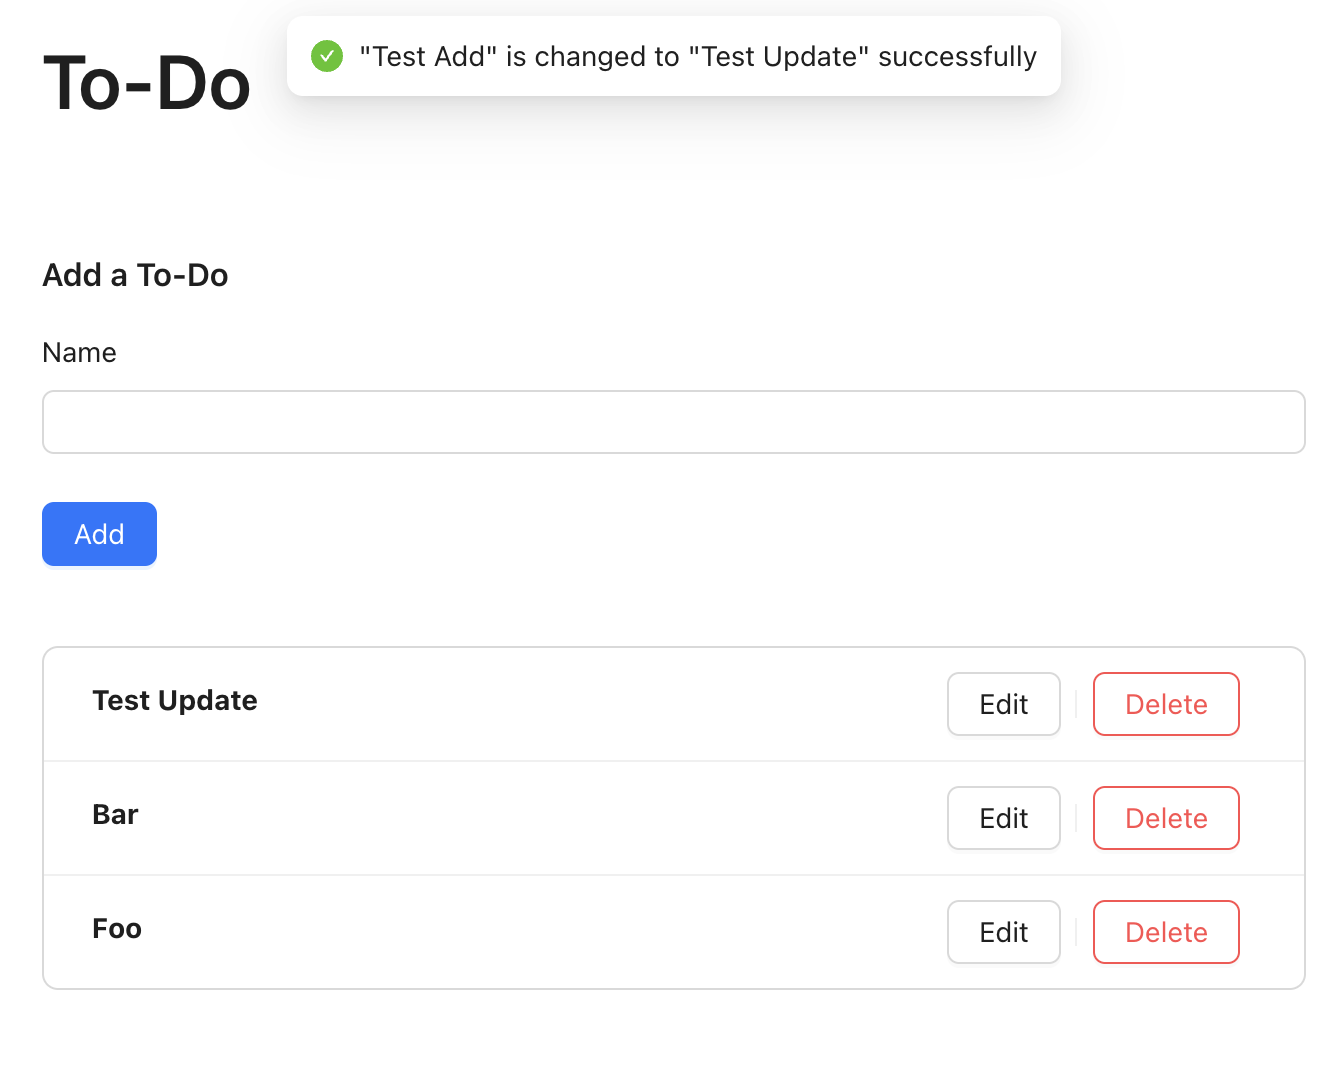 To-Do
"Test Add" is changed to "Test Update" successfully
Add a To-Do
Name
Add
Test Update Edit Delete
Bar Edit Delete
Foo Edit Delete